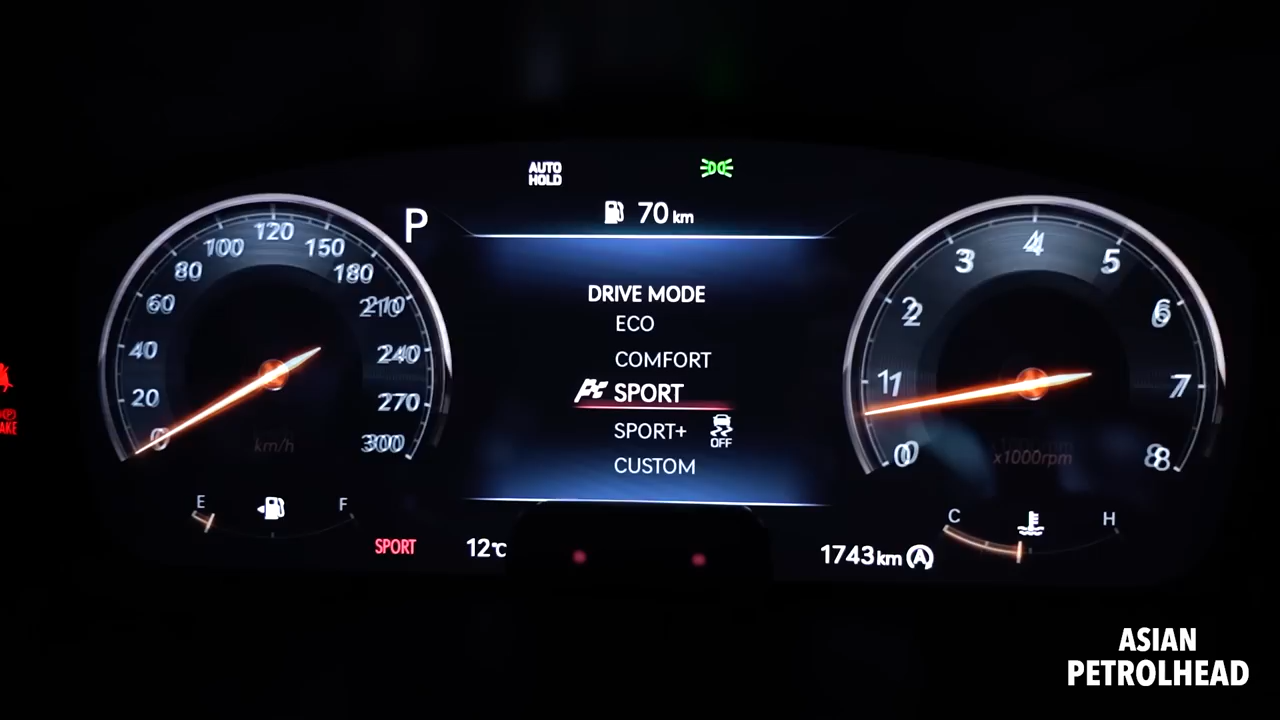 AUTO
HOLD
70 km
P
DRIVE MODE
ECO
COMFORT
SPORT
SPORT+
OFF
CUSTOM
0
20
40
60
80
100
120
150
180
210
240
270
300
km/h
0
1
2
3
4
5
6
7
8
x1000rpm
E
F
C
H
SPORT
12℃
1743 km
A
ASIAN
PETROLHEAD